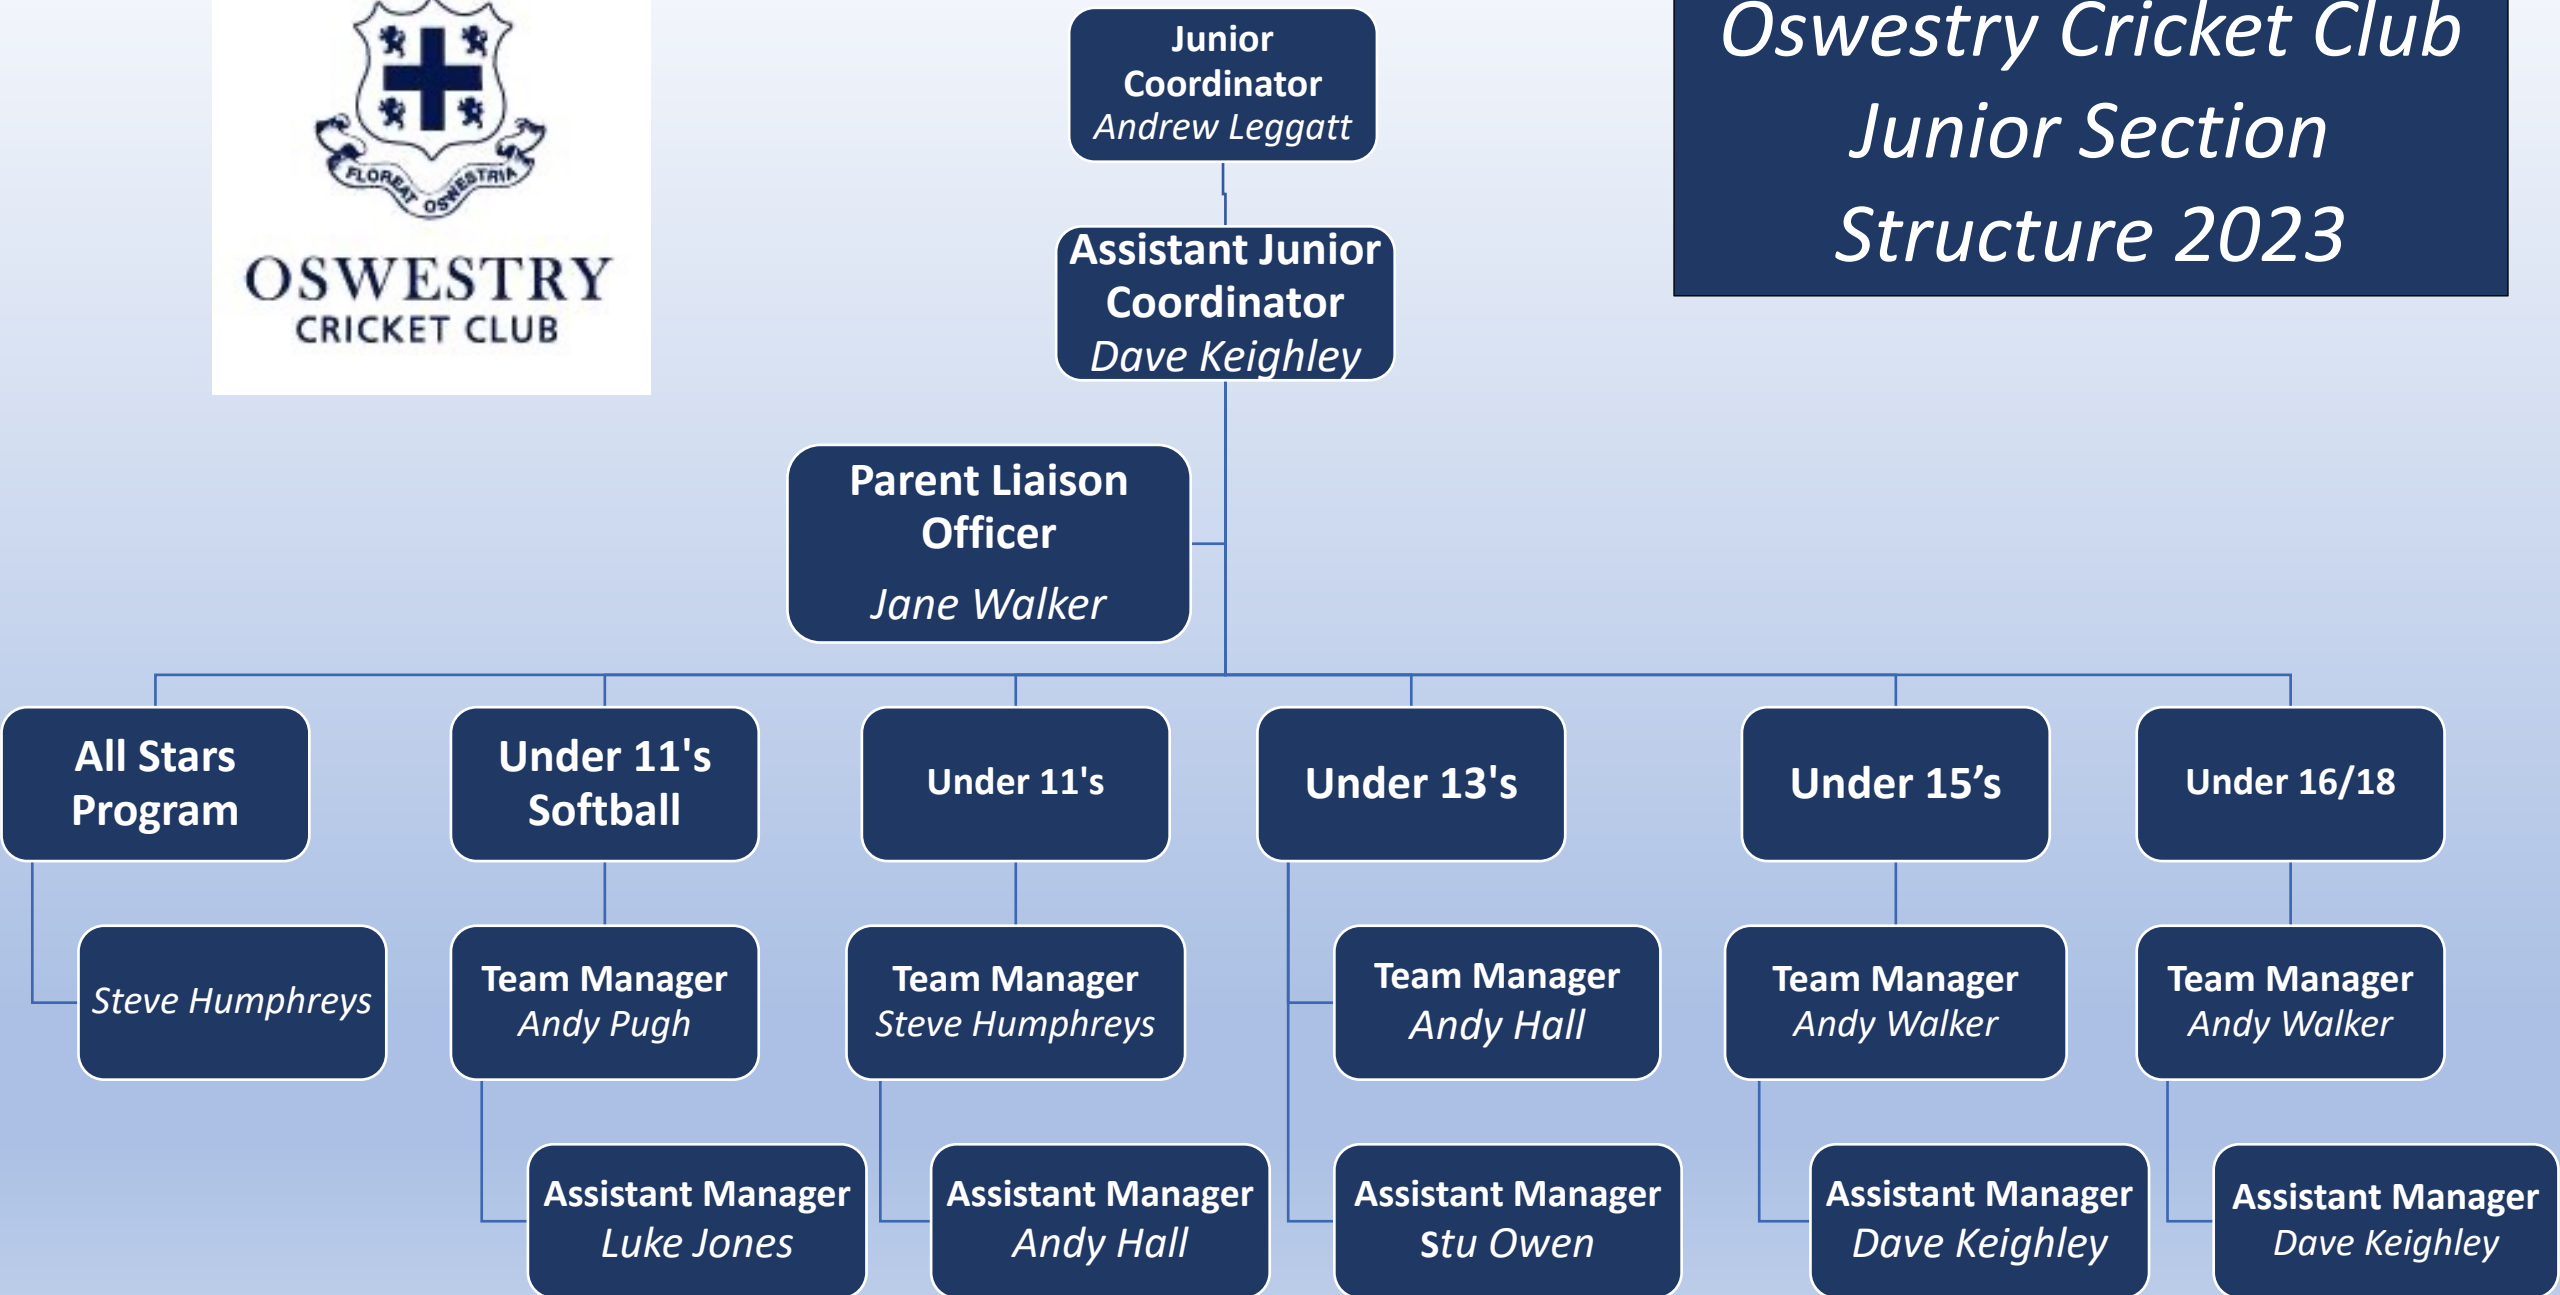 FLOREAT OSWESTRIA
OSWESTRY
CRICKET CLUB
Junior
Coordinator
Andrew Leggatt
Oswestry Cricket Club
Junior Section
Structure 2023
Assistant Junior
Coordinator
Dave Keighley
Parent Liaison
Officer
Jane Walker
All Stars
Program
Under 11's
Softball
Under 11's
Under 13's
Under 15’s
Under 16/18
Steve Humphreys
Team Manager
Andy Pugh
Team Manager
Steve Humphreys
Team Manager
Andy Hall
Team Manager
Andy Walker
Team Manager
Andy Walker
Assistant Manager
Luke Jones
Assistant Manager
Andy Hall
Assistant Manager
Stu Owen
Assistant Manager
Dave Keighley
Assistant Manager
Dave Keighley